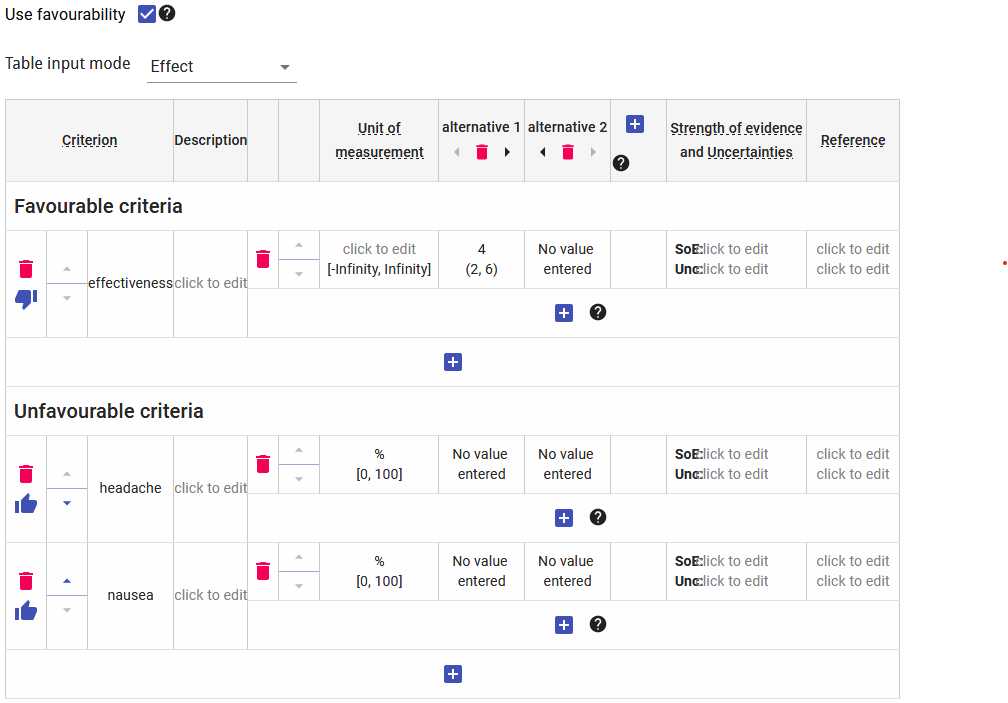 Use favourability ?
Table input mode Effect
Criterion Description Unit of measurement alternative 1 alternative 2 ? Strength of evidence and Uncertainties Reference
Favourable criteria
effectiveness click to edit click to edit 4 No value SoE: click to edit click to edit
[-Infinity, Infinity] (2, 6) entered Unc: click to edit click to edit
?
Unfavourable criteria
headache click to edit % No value No value SoE: click to edit click to edit
[0, 100] entered entered Unc: click to edit click to edit
?
nausea click to edit % No value No value SoE: click to edit click to edit
[0, 100] entered entered Unc: click to edit click to edit
?